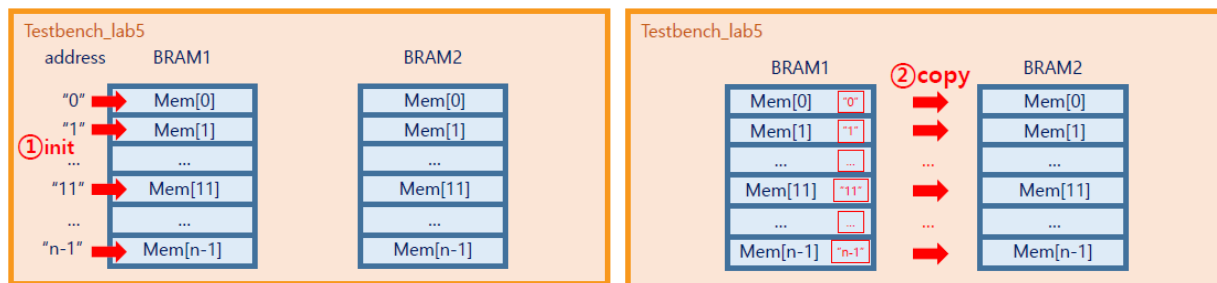 Testbench_lab5
address BRAM1 BRAM2
"0" Mem[0] Mem[0]
"1" Mem[1] Mem[1]
①init
... ... ...
"11" Mem[11] Mem[11]
... ... ...
"n-1" Mem[n-1] Mem[n-1]
Testbench_lab5
BRAM1 ②copy BRAM2
Mem[0] "0" Mem[0]
Mem[1] "1" Mem[1]
... ... ... ...
Mem[11] "11" Mem[11]
... ... ... ...
Mem[n-1] "n-1" Mem[n-1]